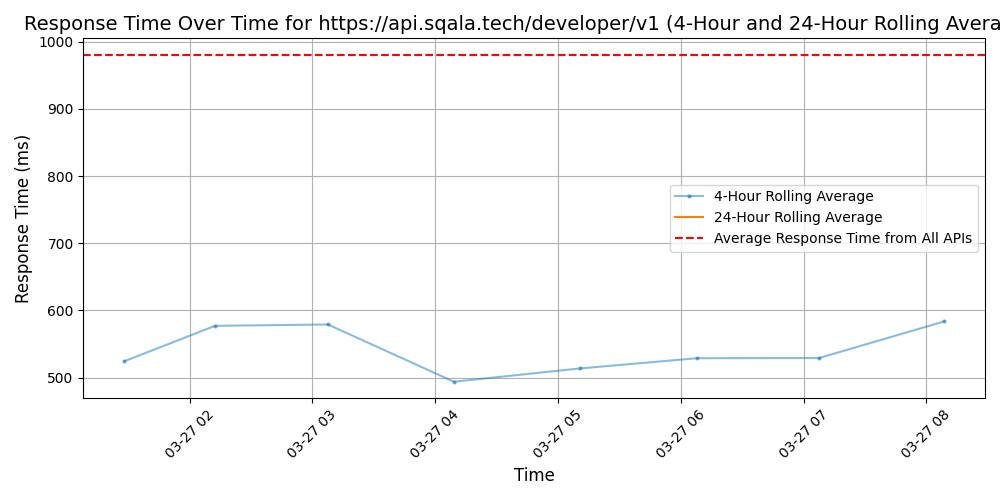 Response Time Over Time for https://api.sqala.tech/developer/v1 (4-Hour and 24-Hour Rolling Avera
1000
900
800
700
600
500
Response Time (ms)
4-Hour Rolling Average
24-Hour Rolling Average
Average Response Time from All APIs
03-27 02
03-27 03
03-27 04
03-27 05
03-27 06
03-27 07
03-27 08
Time